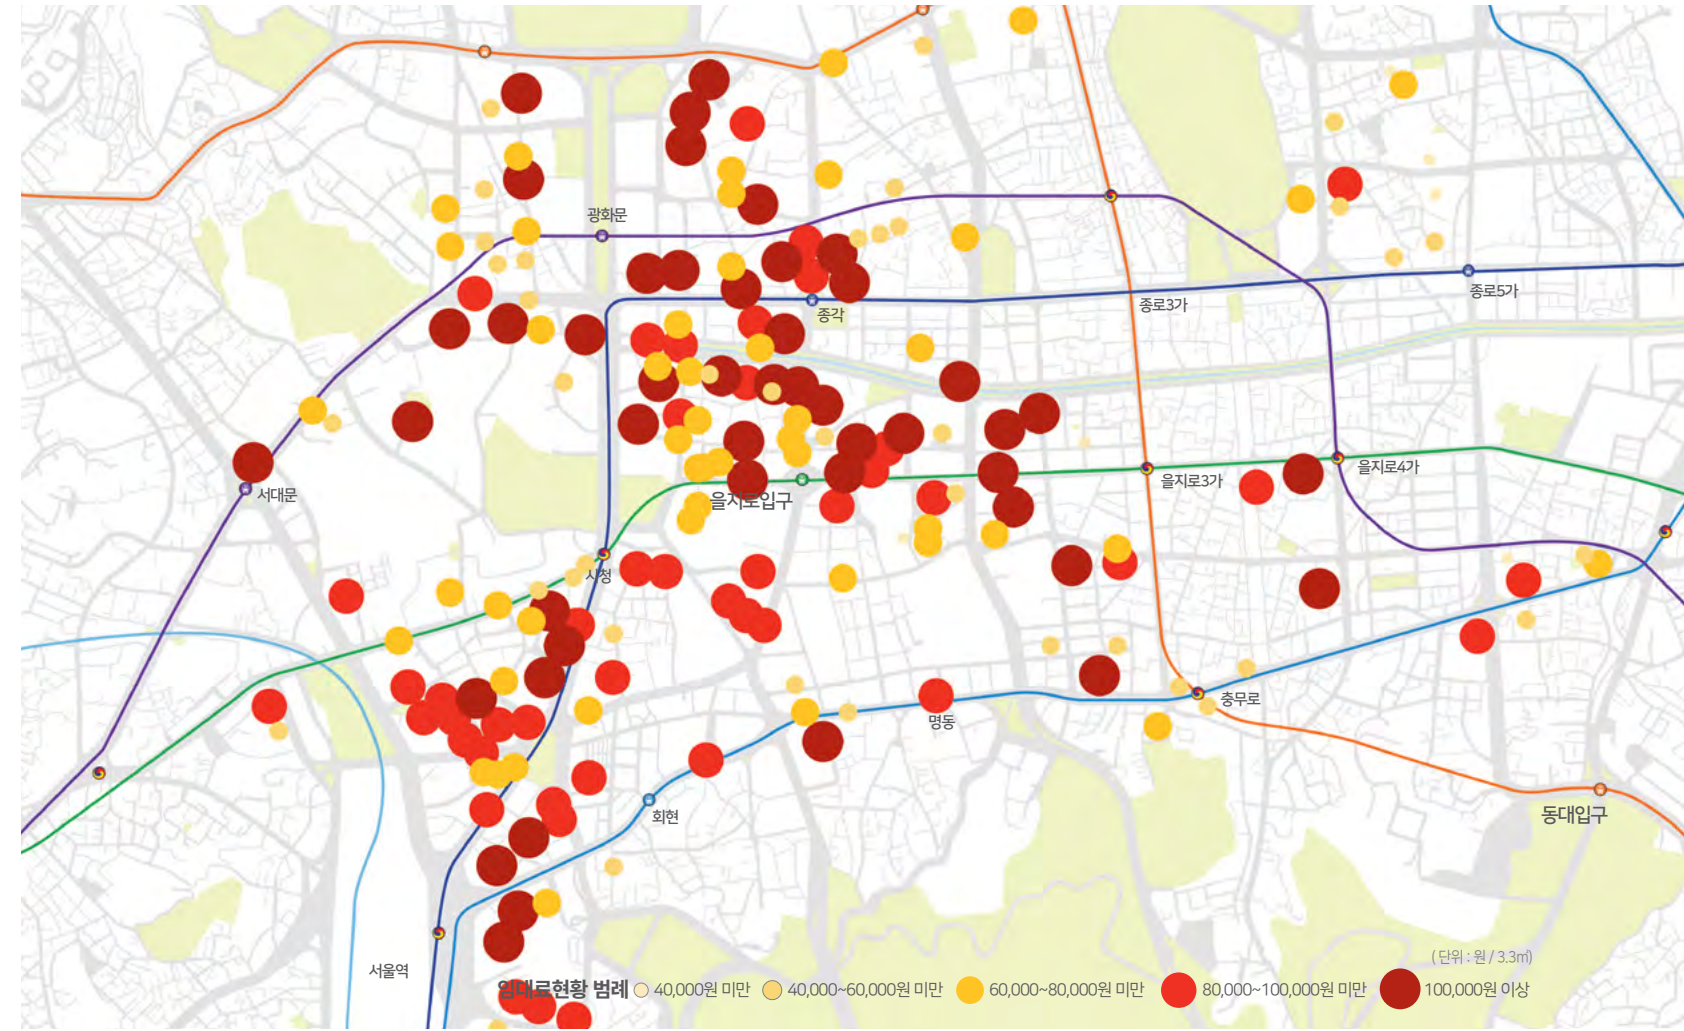 광화문
종로5가
종로3가
종각
을지로4가
을지로3가
서대문
을지로입구
시청
충무로
명동
동대입구
회현
(단위 : 원 / 3.3㎡)
서울역
임대료현황 범례 40,000원 미만 40,000~60,000원 미만 60,000~80,000원 미만 80,000~100,000원 미만 100,000원 이상